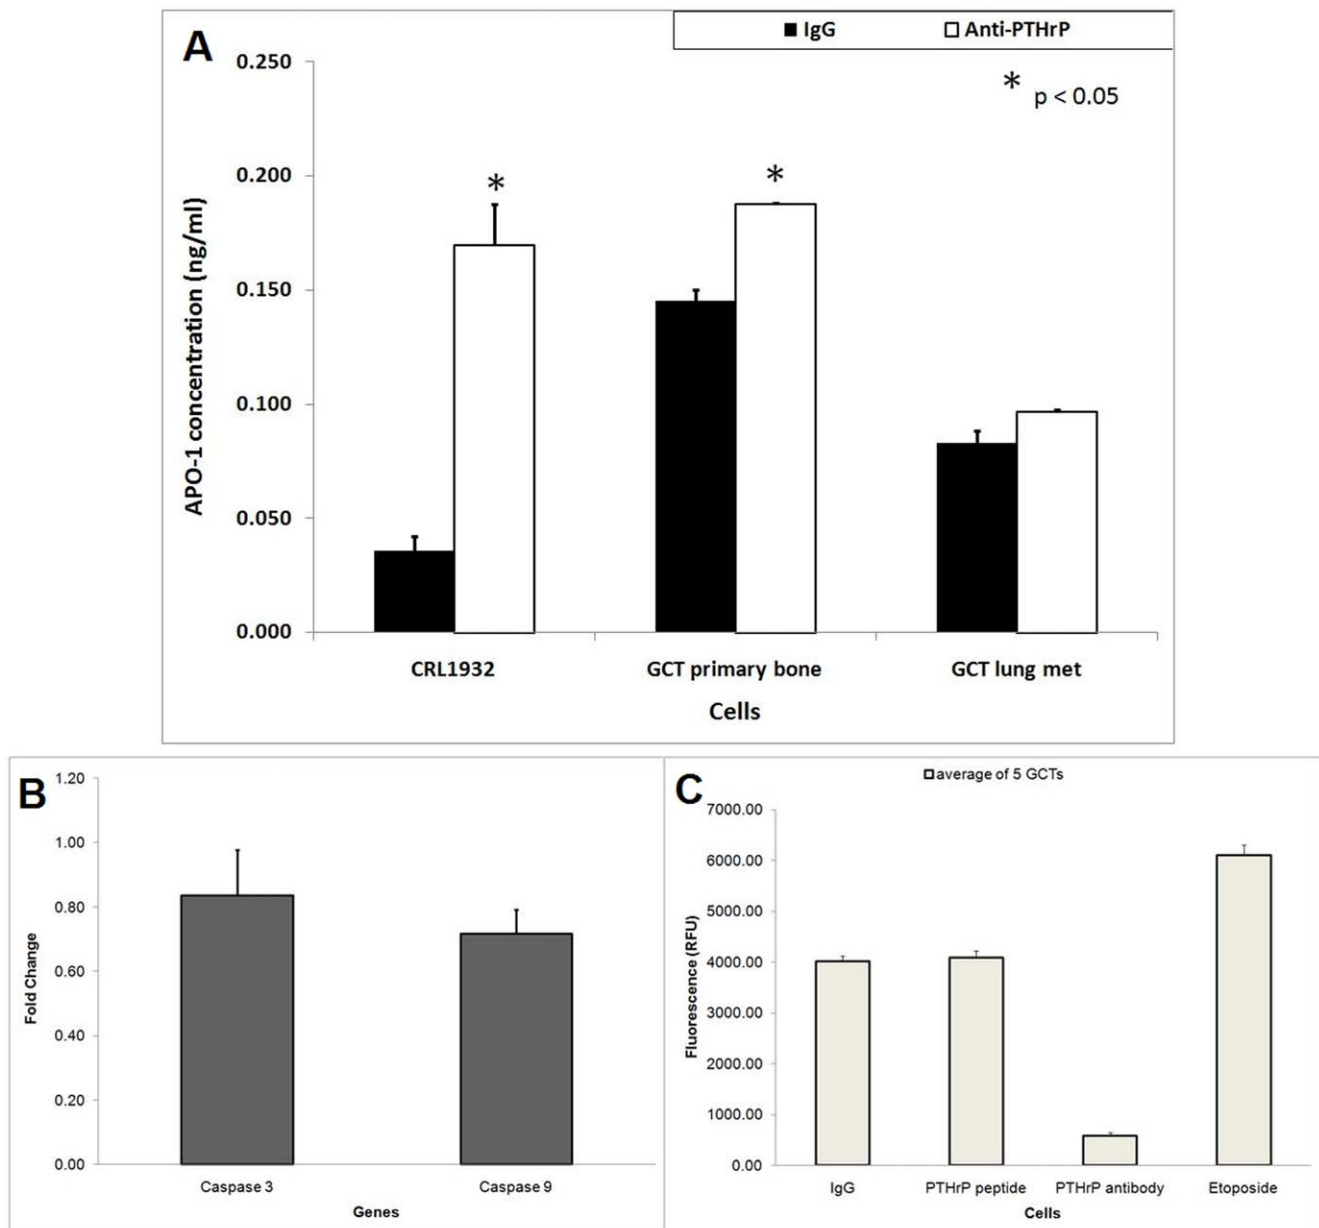 A
IgG Anti-PTHrP
* p < 0.05
0.250
0.200
0.150
0.100
0.050
0.000
APO-1 concentration (ng/ml)
*
*
CRL1932 GCT primary bone GCT lung met
Cells
B
1.20
1.00
0.80
0.60
0.40
0.20
0.00
Fold Change
Caspase 3 Caspase 9
Genes
C
average of 5 GCTs
7000.00
6000.00
5000.00
4000.00
3000.00
2000.00
1000.00
0.00
Fluorescence (RFU)
IgG PTHrP peptide PTHrP antibody Etoposide
Cells